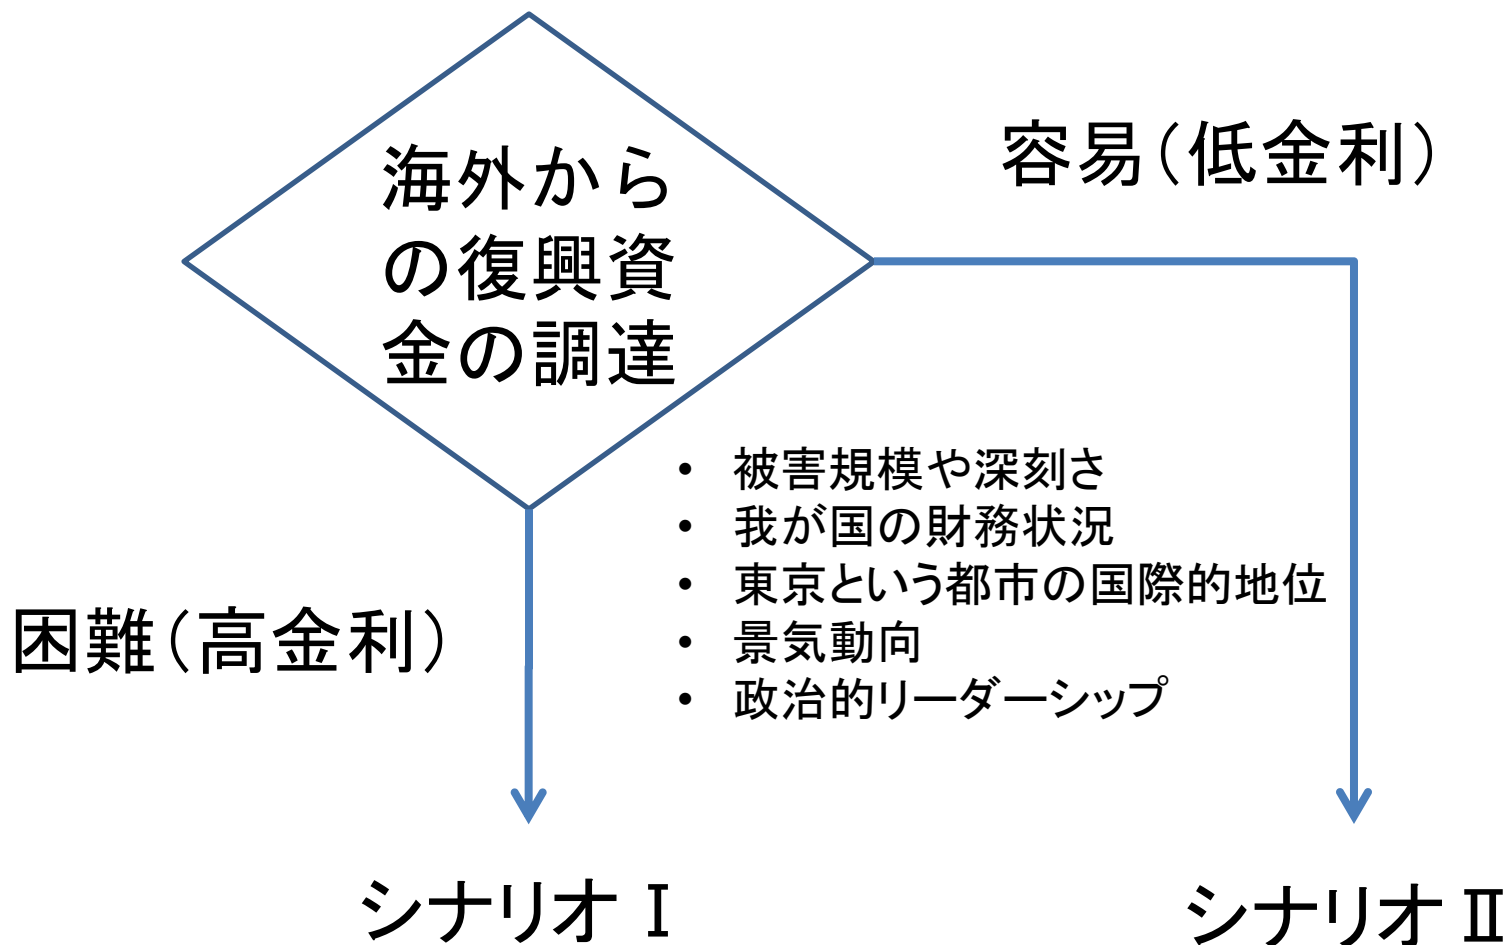 海外から
の復興資
金の調達
容易（低金利）
• 被害規模や深刻さ
• 我が国の財務状況
• 東京という都市の国際的地位
• 景気動向
• 政治的リーダーシップ
困難（高金利）
シナリオⅠ
シナリオⅡ